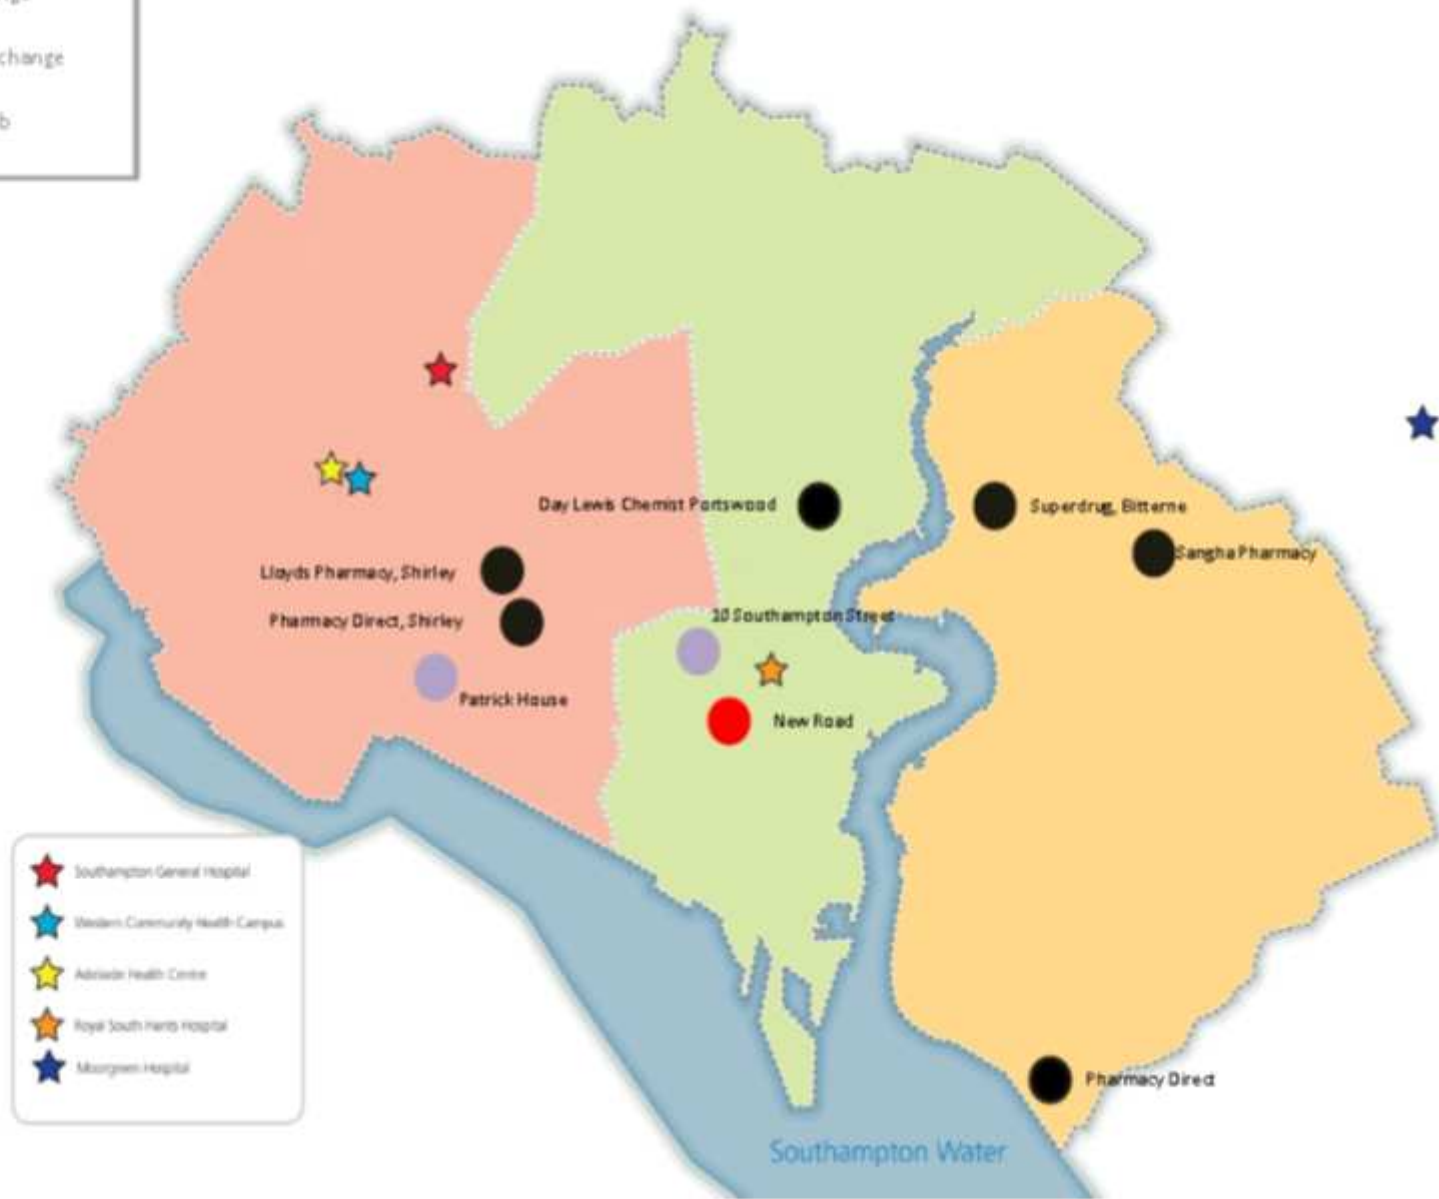 change
Day Lewis Chemist Portswood
Superdrug, Bitterne
Sangha Pharmacy
Lloyds Pharmacy, Shirley
Pharmacy Direct, Shirley
10 Southampton Street
Patrick House
New Road
Southampton General Hospital
Western Community Health Campus
Adelaide Health Centre
Royal South Hants Hospital
Moorgreen Hospital
Pharmacy Direct
Southampton Water